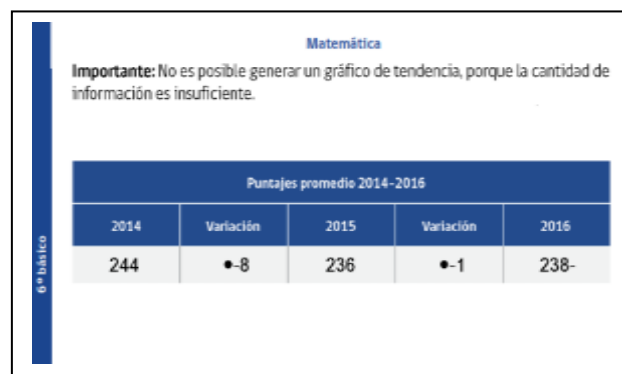 Matemática
Importante: No es posible generar un gráfico de tendencia, porque la cantidad de
información es insuficiente.
Puntajes promedio 2014-2016
2014 Variación 2015 Variación 2016
244 •-8 236 •-1 238-
6º básico